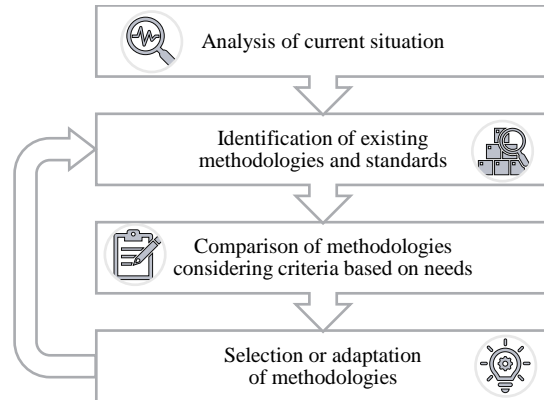 Analysis of current situation
Identification of existing
methodologies and standards
Comparison of methodologies
considering criteria based on needs
Selection or adaptation
of methodologies